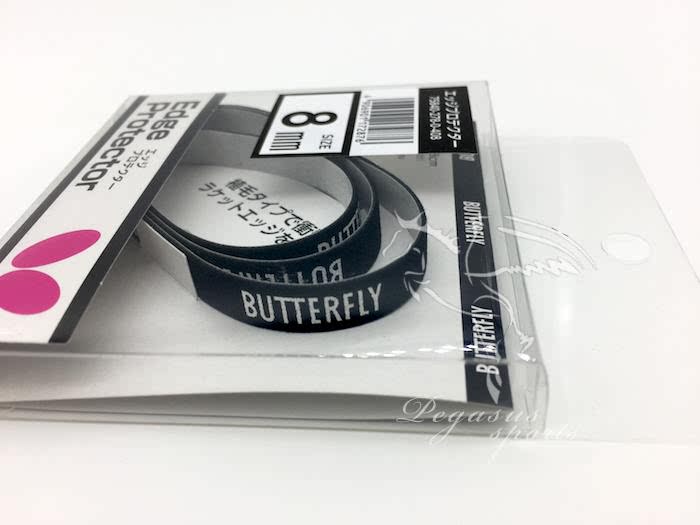 Edge
Protector
エッジ
プロテクター
SIZE
8mm
エッジプロテクター
植毛タイプで衝
ラケットエッジを
BUTTERFLY
BUTTERFLY
BUTTERFLY
Pegasus
sports